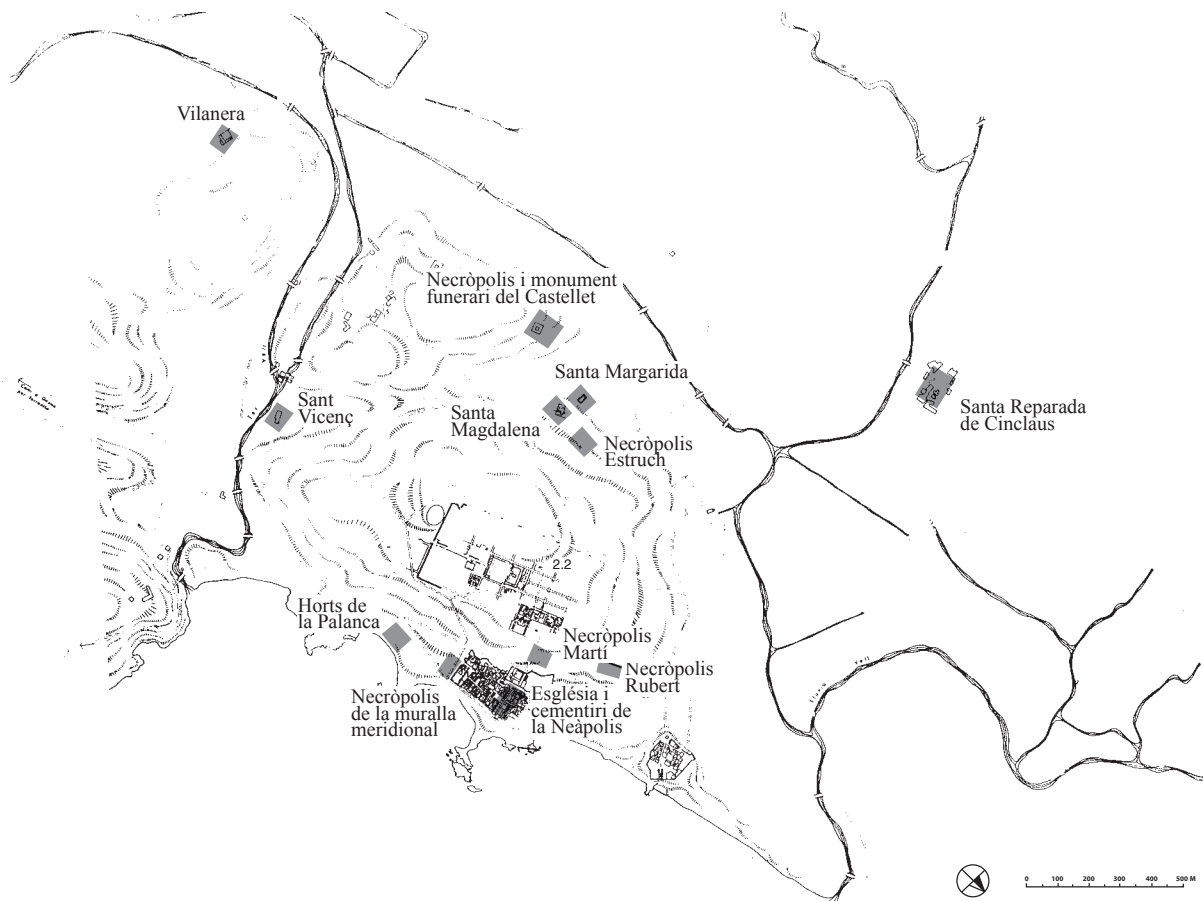 Vilanera
Necròpolis i monument
funerari del Castellet
Santa Margarida
Sant
Vicenç
Santa
Magdalena
Necròpolis
Estruch
Santa Reparada
de Cinclaus
2.2
Horts de
la Palanca
Necròpolis
Martí
Necròpolis
Rubert
Necròpolis
de la muralla
meridional
Església i
cementiri de
la Neàpolis
0 100 200 300 400 500 M